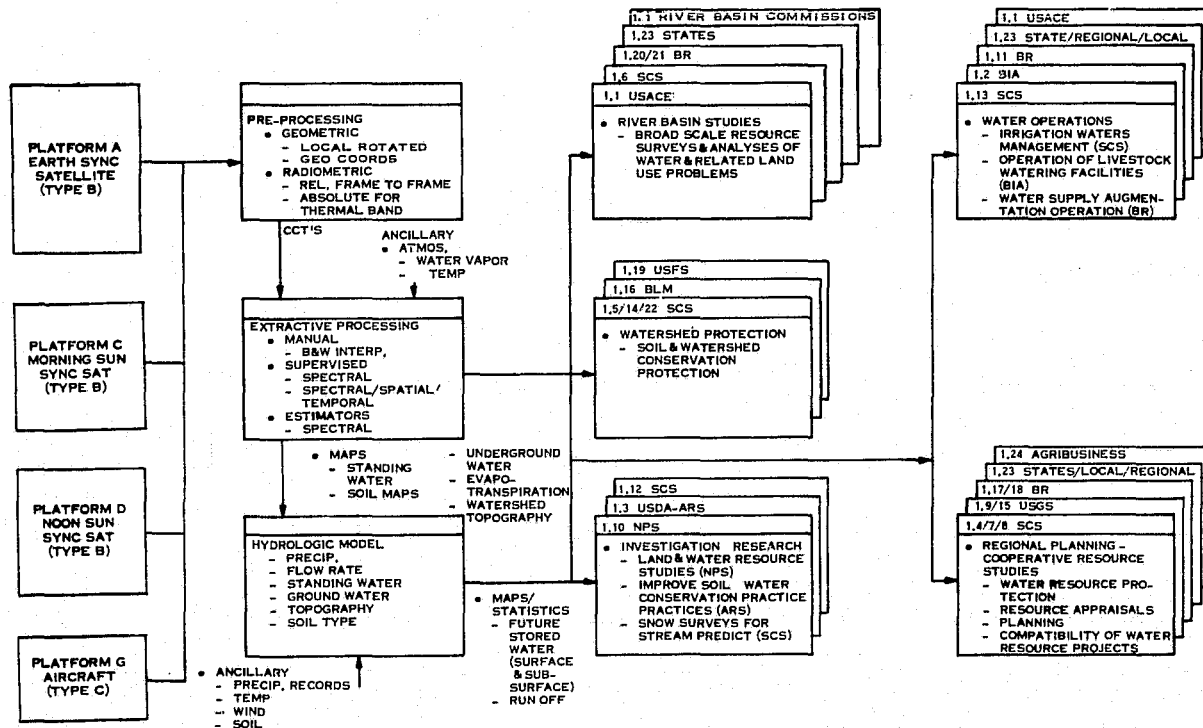 PLATFORM A
EARTH SYNC
SATELLITE
(TYPE B)
PLATFORM C
MORNING SUN
SYNC SAT
(TYPE B)
PLATFORM D
NOON SUN
SYNC SAT
(TYPE B)
PLATFORM G
AIRCRAFT
(TYPE C)
PRE-PROCESSING
• GEOMETRIC
– LOCAL ROTATED
– GEO COORDS
• RADIOMETRIC
– REL, FRAME TO FRAME
– ABSOLUTE FOR
THERMAL BAND
CCT'S
ANCILLARY
• ATMOS,
– WATER VAPOR
– TEMP
EXTRACTIVE PROCESSING
• MANUAL
– B&W INTERP,
• SUPERVISED
– SPECTRAL
– SPECTRAL/SPATIAL/
TEMPORAL
• ESTIMATORS
– SPECTRAL
• MAPS
– STANDING
WATER
– SOIL MAPS
– UNDERGROUND
WATER
– EVAPO-
TRANSPIRATION
– WATERSHED
TOPOGRAPHY
HYDROLOGIC MODEL
– PRECIP,
– FLOW RATE
– STANDING WATER
– GROUND WATER
– TOPOGRAPHY
– SOIL TYPE
• ANCILLARY
– PRECIP, RECORDS
– TEMP
– WIND
– SOIL
• MAPS/
STATISTICS
– FUTURE
STORED
WATER
(SURFACE
& SUB-
SURFACE)
– RUN OFF
1.1 RIVER BASIN COMMISSIONS
1,23 STATES
1,20/21 BR
1,6 SCS
1,1 USACE
• RIVER BASIN STUDIES
– BROAD SCALE RESOURCE
SURVEYS & ANALYSES OF
WATER & RELATED LAND
USE PROBLEMS
1,19 USFS
1,16 BLM
1,5/14/22 SCS
• WATERSHED PROTECTION
– SOIL & WATERSHED
CONSERVATION
PROTECTION
1,12 SCS
1,3 USDA-ARS
1,10 NPS
• INVESTIGATION RESEARCH
– LAND & WATER RESOURCE
STUDIES (NPS)
– IMPROVE SOIL WATER
CONSERVATION PRACTICE
PRACTICES (ARS)
– SNOW SURVEYS FOR
STREAM PREDICT (SCS)
1,1 USACE
1,23 STATE/REGIONAL/LOCAL
1,11 BR
1,2 BIA
1,13 SCS
• WATER OPERATIONS
– IRRIGATION WATERS
MANAGEMENT (SCS)
– OPERATION OF LIVESTOCK
WATERING FACILITIES
(BIA)
– WATER SUPPLY AUGMEN-
TATION OPERATION (BR)
1,24 AGRIBUSINESS
1,23 STATES/LOCAL/REGIONAL
1,17/18 BR
1,9/15 USGS
1,4/7/8 SCS
• REGIONAL PLANNING –
COOPERATIVE RESOURCE
STUDIES
– WATER RESOURCE PRO-
TECTION
– RESOURCE APPRAISALS
– PLANNING
– COMPATIBILITY OF WATER
RESOURCE PROJECTS